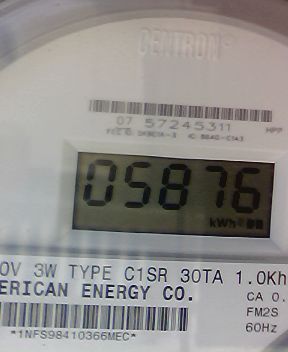 CENTRON®
07 57245311 HPP
05876
kWh
0V 3W TYPE C1SR 30TA 1.0Kh
ERICAN ENERGY CO. CA 0.
FM2S
*1NFS98410366MEC* 60Hz